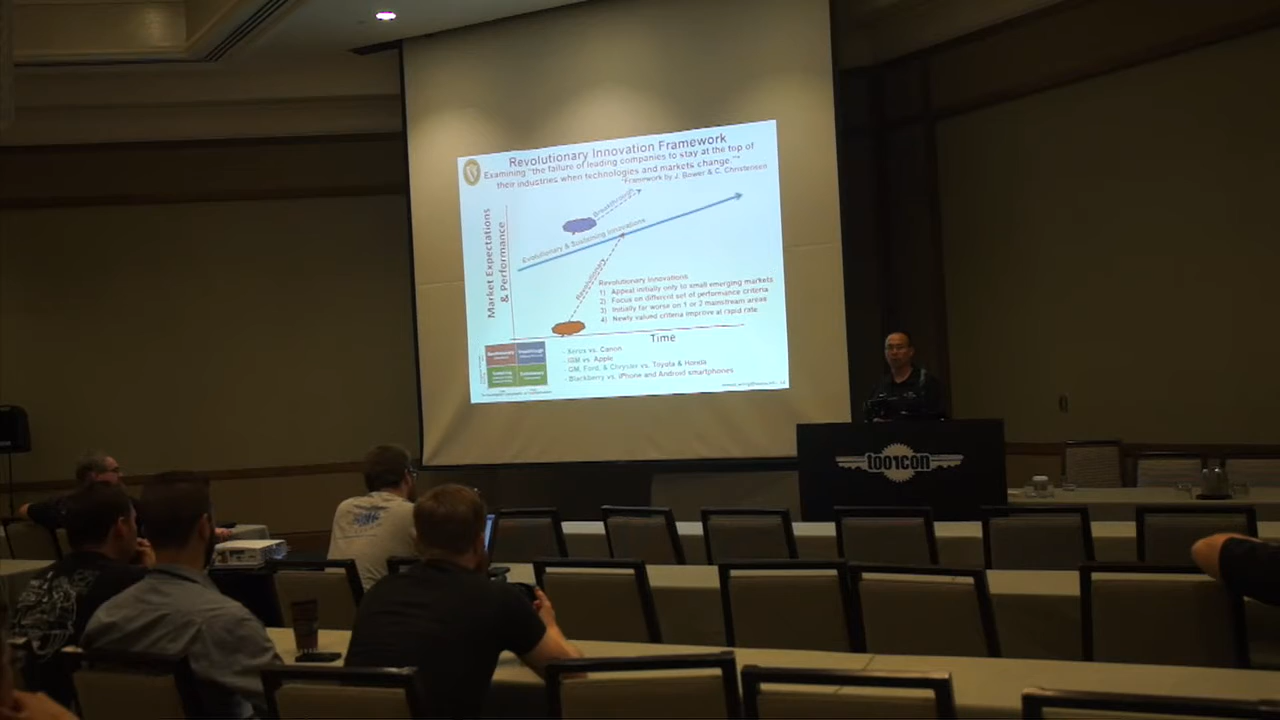 Revolutionary Innovation Framework
Examining "the failure of leading companies to stay at the top of
their industries when technologies and markets change."*
*Framework by J. Bower & C. Christensen
Market Expectations
& Performance
Breakthrough
Evolutionary & Sustaining Innovations
Revolutionary
Revolutionary Innovations
1) Appeal initially only to small emerging markets
2) Focus on different set of performance criteria
3) Initially far worse on 1 or 2 mainstream areas
4) Newly valued criteria improve at rapid rate
Time
- Xerox vs. Canon
- IBM vs. Apple
- GM, Ford, & Chrysler vs. Toyota & Honda
- Blackberry vs. iPhone and Android smartphones
toorcon